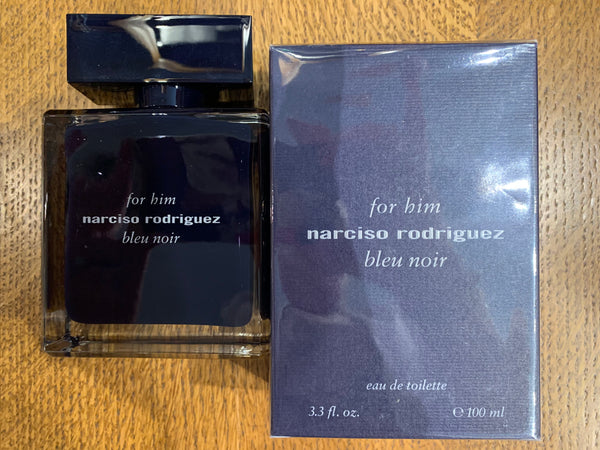 for him
narciso rodriguez
bleu noir
for him
narciso rodriguez
bleu noir
eau de toilette
3.3 fl. oz. ℮ 100 ml